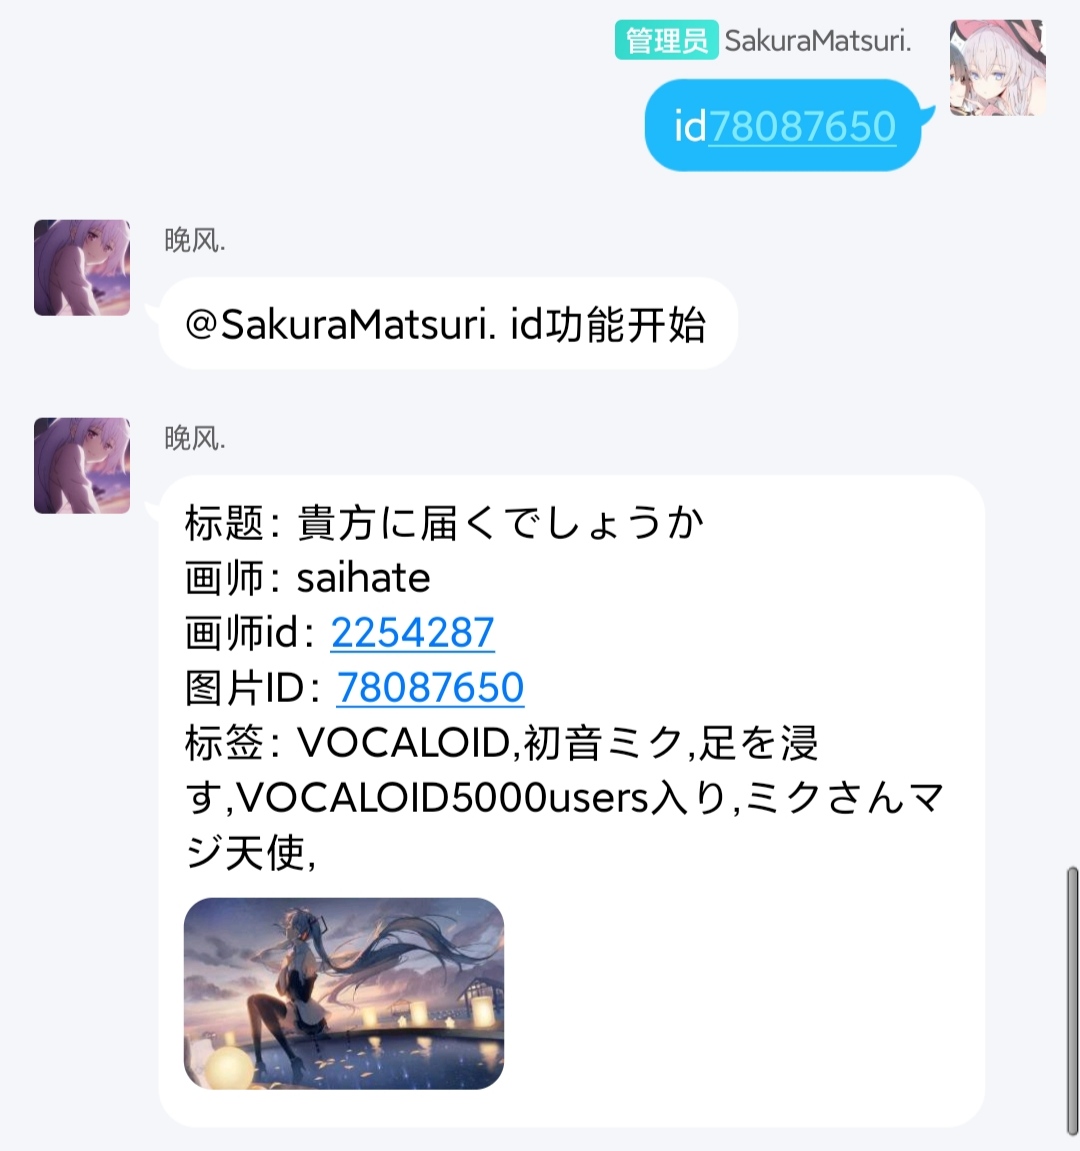 管理员 SakuraMatsuri.
id78087650
晚风.
@SakuraMatsuri. id功能开始
晚风.
标题：貴方に届くでしょうか
画师：saihate
画师id：2254287
图片ID：78087650
标签：VOCALOID,初音ミク,足を浸
す,VOCALOID5000users入り,ミクさんマ
ジ天使,